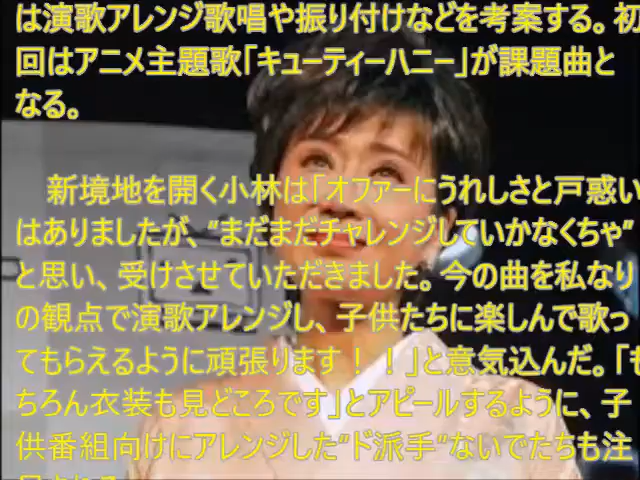 は演歌アレンジ歌唱や振り付けなどを考案する。初
回はアニメ主題歌「キューティーハニー」が課題曲と
なる。
新境地を開く小林は「オファーにうれしさと戸惑い
はありましたが、"まだまだチャレンジしていかなくちゃ"
と思い、受けさせていただきました。今の曲を私なり
の観点で演歌アレンジし、子供たちに楽しんで歌っ
てもらえるように頑張ります！！」と意気込んだ。「も
ちろん衣装も見どころです」とアピールするように、子
供番組向けにアレンジした"ド派手"ないでたちも注